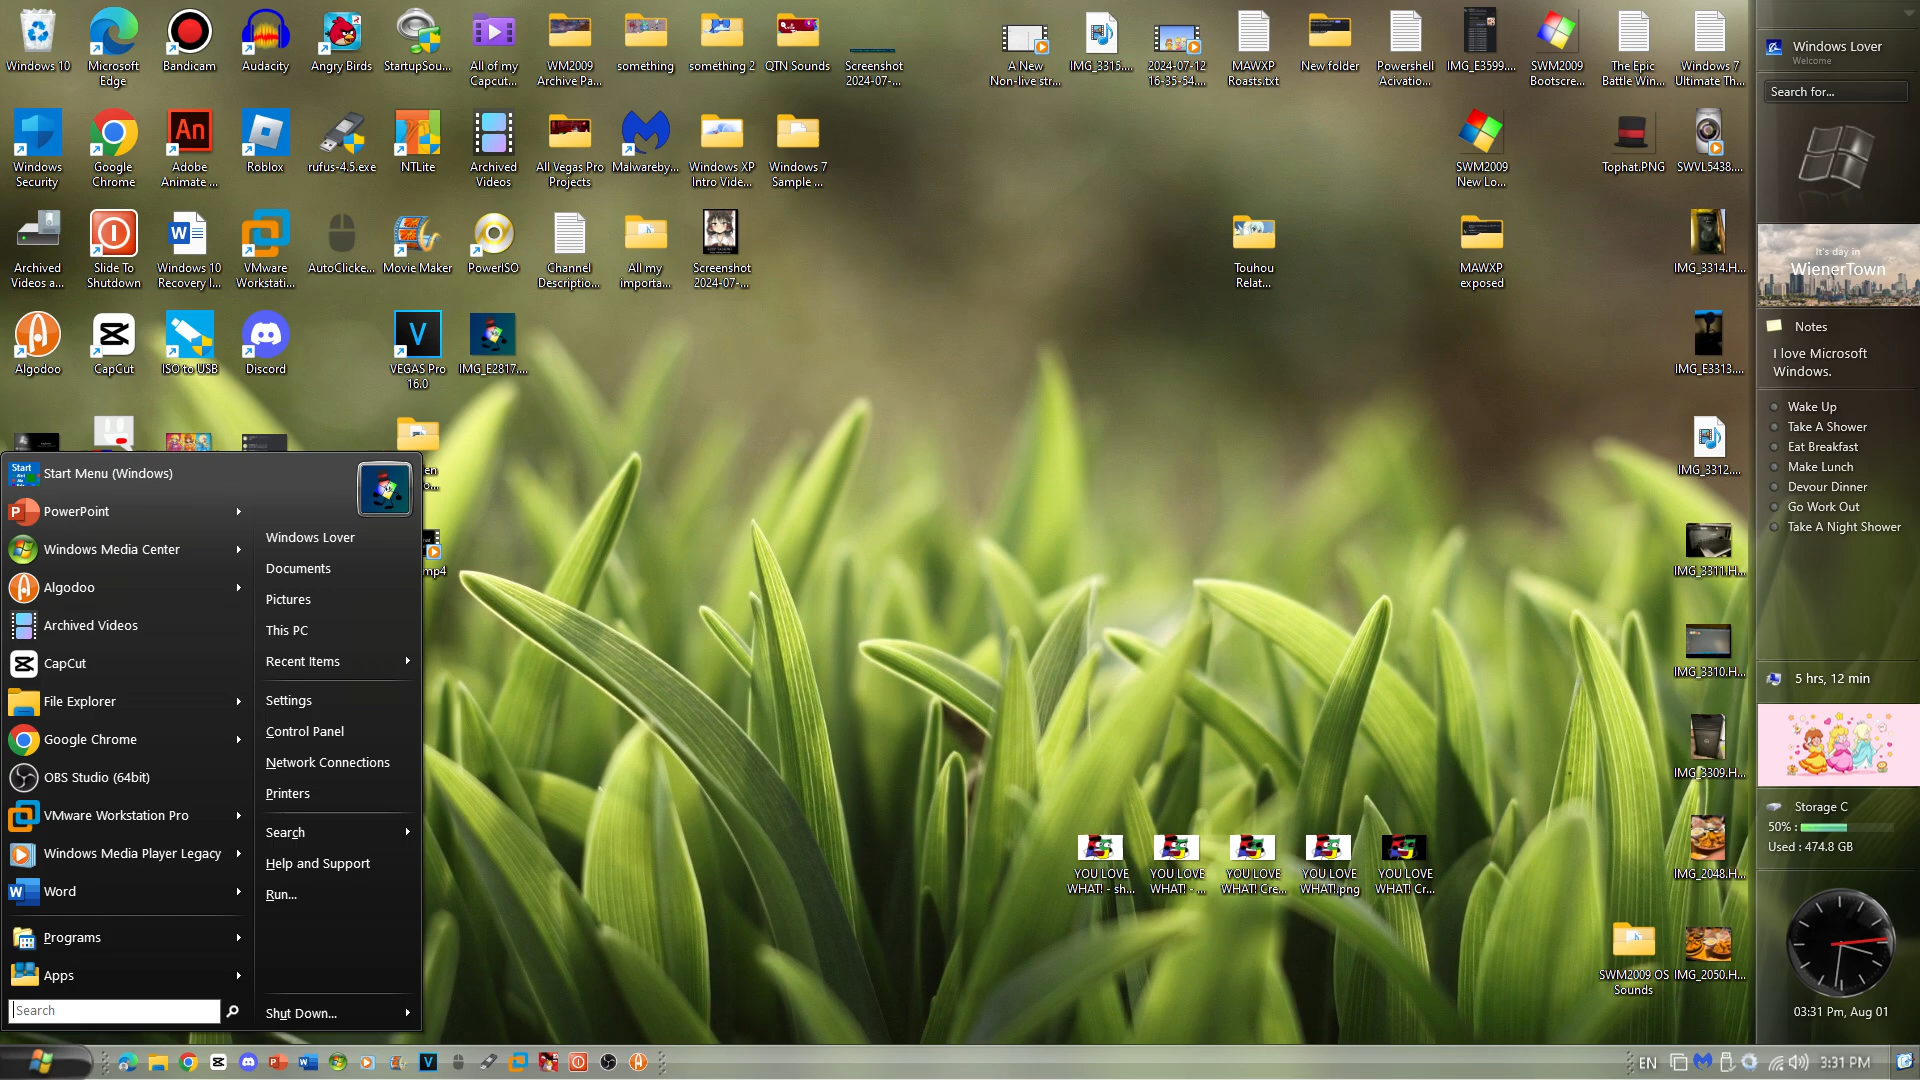 Windows 10
Microsoft
Edge
Bandicam
Audacity
Angry Birds
StartupSou...
All of my
Capcut...
WM2009
Archive Pa...
something
something 2
QTN Sounds
Screenshot
2024-07-...
A New
Non-live str...
IMG_3315....
2024-07-12
16-35-54....
MAWXP
Roasts.txt
New folder
Powershell
Acivatio...
IMG_E3599....
SWM2009
Bootscre...
The Epic
Battle Win...
Windows 7
Ultimate Th...
Windows
Security
Google
Chrome
Adobe
Animate ...
Roblox
rufus-4.5.exe
NTLite
Archived
Videos
All Vegas Pro
Projects
Malwareby...
Windows XP
Intro Vide...
Windows 7
Sample ...
SWM2009
New Lo...
Tophat.PNG
SWVL5438....
Archived
Videos a...
Slide To
Shutdown
Windows 10
Recovery I...
VMware
Workstati...
AutoClicke...
Movie Maker
PowerISO
Channel
Descriptio...
All my
importa...
Screenshot
2024-07-...
Touhou
Relat...
MAWXP
exposed
IMG_3314.H...
Algodoo
CapCut
ISO to USB
Discord
VEGAS Pro
16.0
IMG_E2817....
IMG_E3313....
IMG_3312....
IMG_3311.H...
IMG_3310.H...
IMG_3309.H...
IMG_2048.H...
IMG_2050.H...
en
o...
mp4
YOU LOVE
WHAT! - sh...
YOU LOVE
WHAT! - ...
YOU LOVE
WHAT! Cre...
YOU LOVE
WHAT!.png
YOU LOVE
WHAT! Cr...
SWM2009 OS
Sounds
Start
Start Menu (Windows)
PowerPoint
Windows Media Center
Algodoo
Archived Videos
CapCut
File Explorer
Google Chrome
OBS Studio (64bit)
VMware Workstation Pro
Windows Media Player Legacy
Word
Programs
Apps
Search
Windows Lover
Documents
Pictures
This PC
Recent Items
Settings
Control Panel
Network Connections
Printers
Search
Help and Support
Run...
Shut Down...
Windows Lover
Welcome
Search for...
It's day in
WienerTown
Notes
I love Microsoft
Windows.
Wake Up
Take A Shower
Eat Breakfast
Make Lunch
Devour Dinner
Go Work Out
Take A Night Shower
5 hrs, 12 min
Storage C
50% :
Used : 474.8 GB
03:31 Pm, Aug 01
EN
3:31 PM